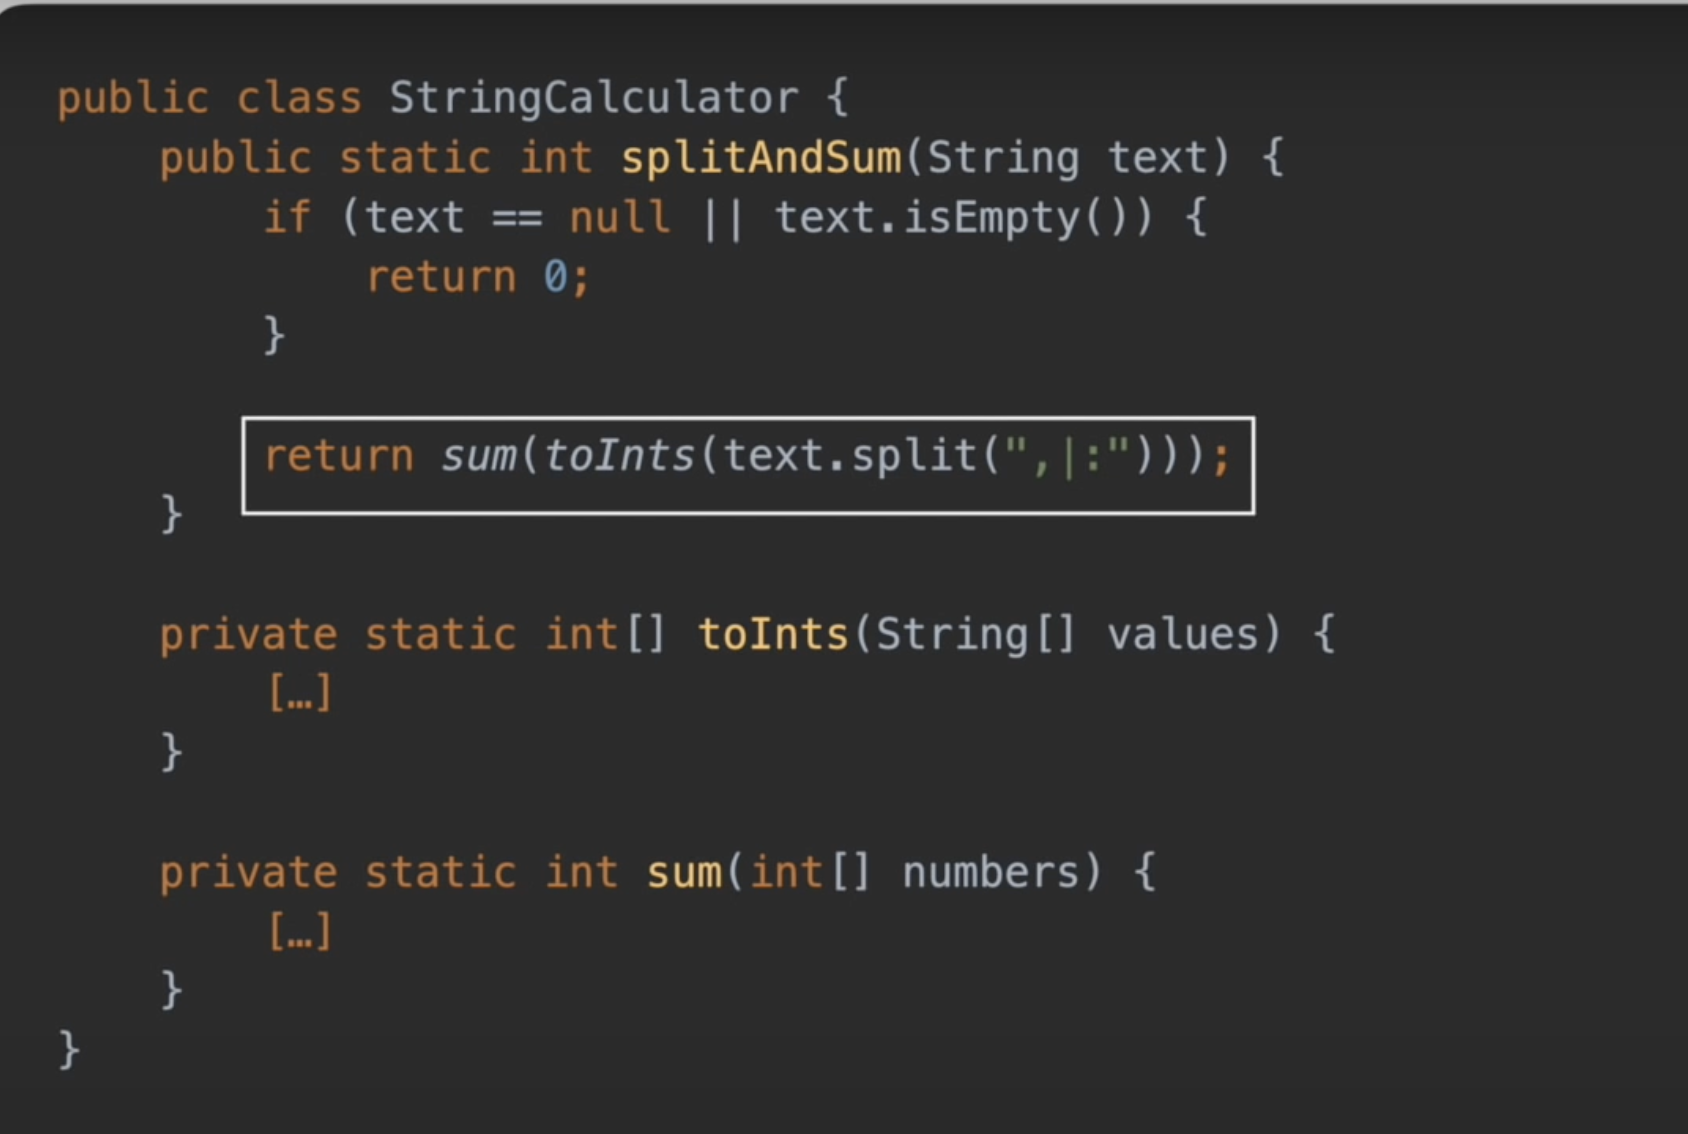 public class StringCalculator {
    public static int splitAndSum(String text) {
        if (text == null || text.isEmpty()) {
            return 0;
        }
        return sum(toInts(text.split(",|:")));
    }
    private static int[] toInts(String[] values) {
        […]
    }
    private static int sum(int[] numbers) {
        […]
    }
}